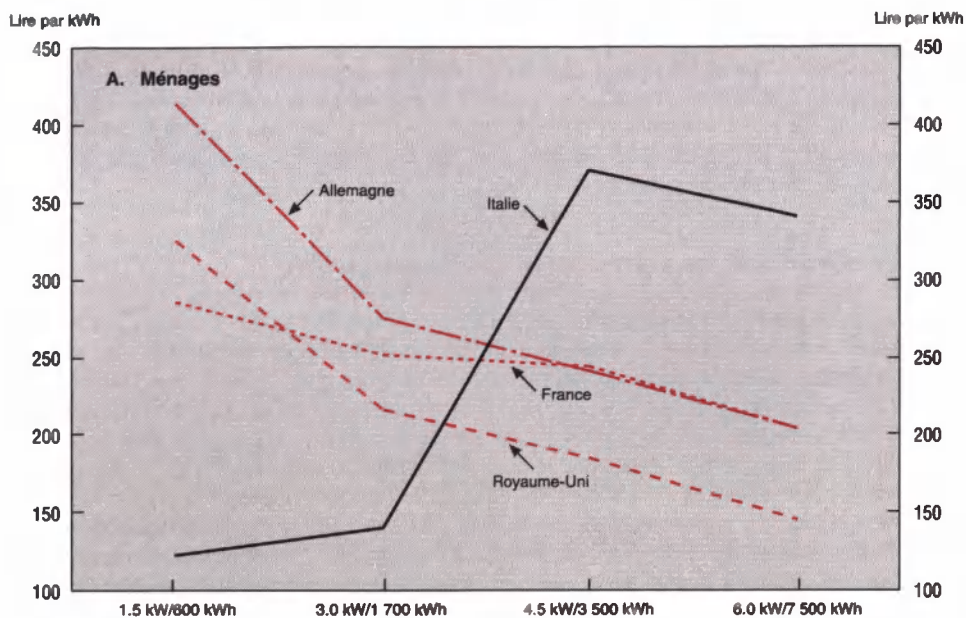 Lire par kWh
Lire par kWh
450
450
A. Ménages
400
400
Allemagne
350
350
Italie
300
300
250
250
France
200
200
Royaume-Uni
150
150
100
100
1.5 kW/600 kWh
3.0 kW/1 700 kWh
4.5 kW/3 500 kWh
6.0 kW/7 500 kWh